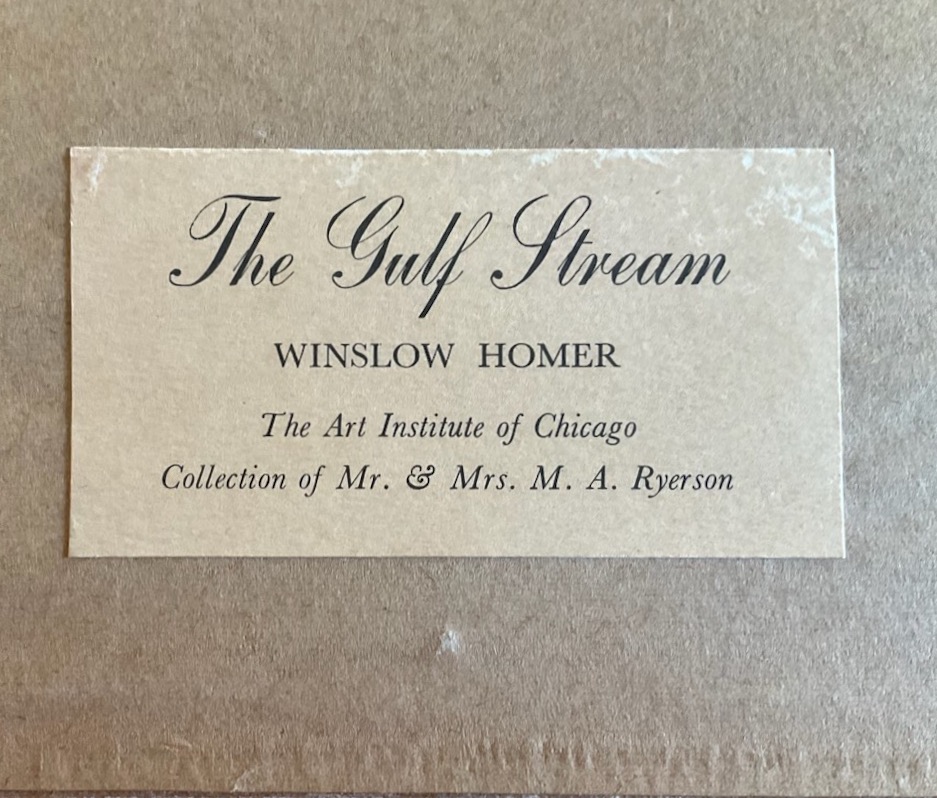 The Gulf Stream
WINSLOW HOMER
The Art Institute of Chicago
Collection of Mr. & Mrs. M. A. Ryerson